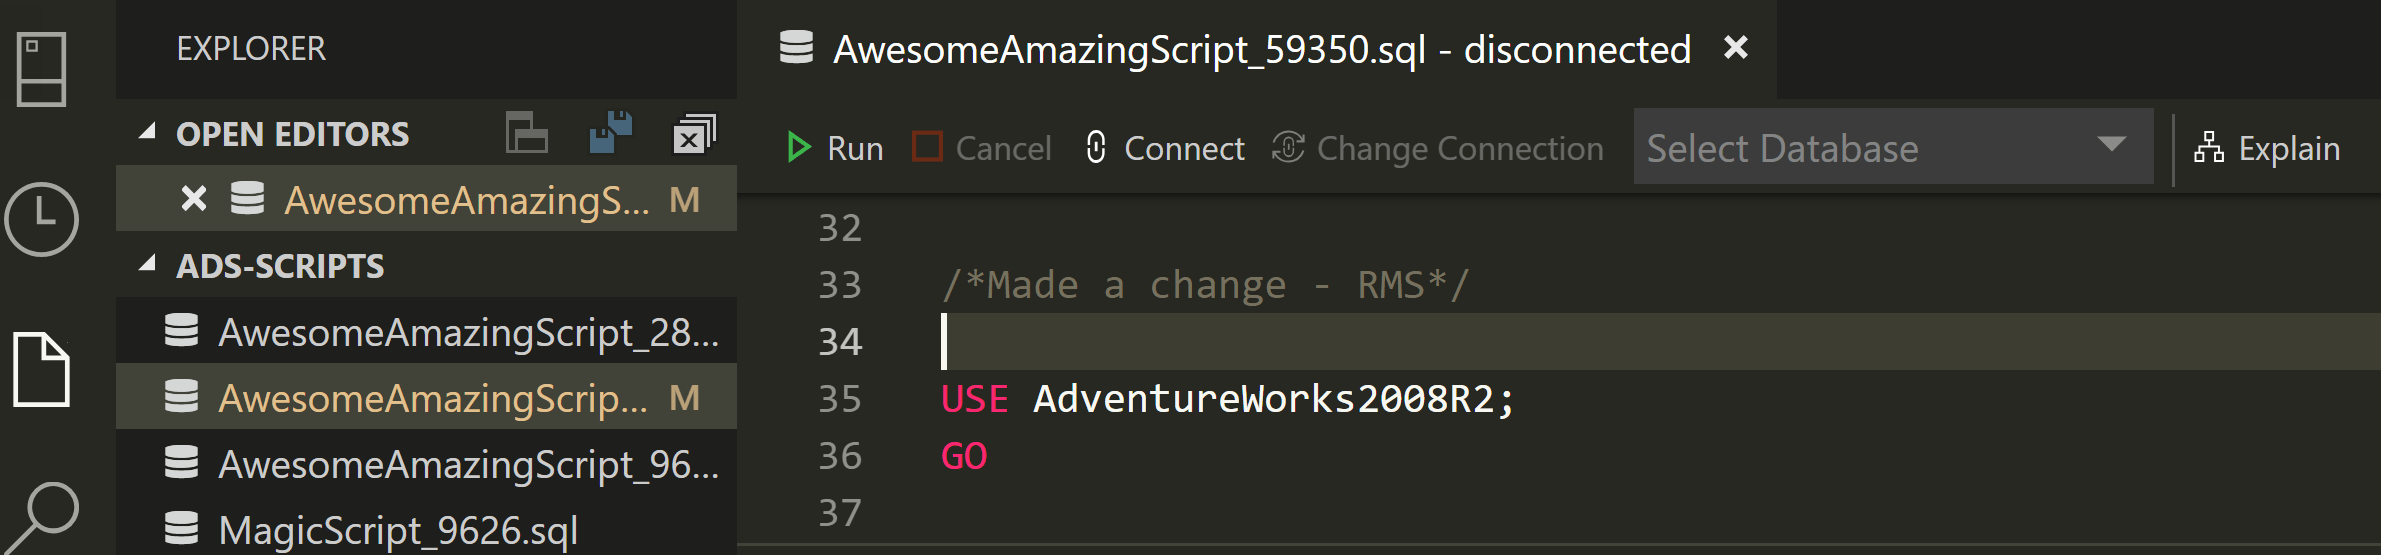 EXPLORER
OPEN EDITORS
AwesomeAmazingS... M
ADS-SCRIPTS
AwesomeAmazingScript_28...
AwesomeAmazingScrip... M
AwesomeAmazingScript_96...
MagicScript_9626.sql
AwesomeAmazingScript_59350.sql - disconnected
Run Cancel Connect Change Connection Select Database Explain
32
33 /*Made a change - RMS*/
34
35 USE AdventureWorks2008R2;
36 GO
37